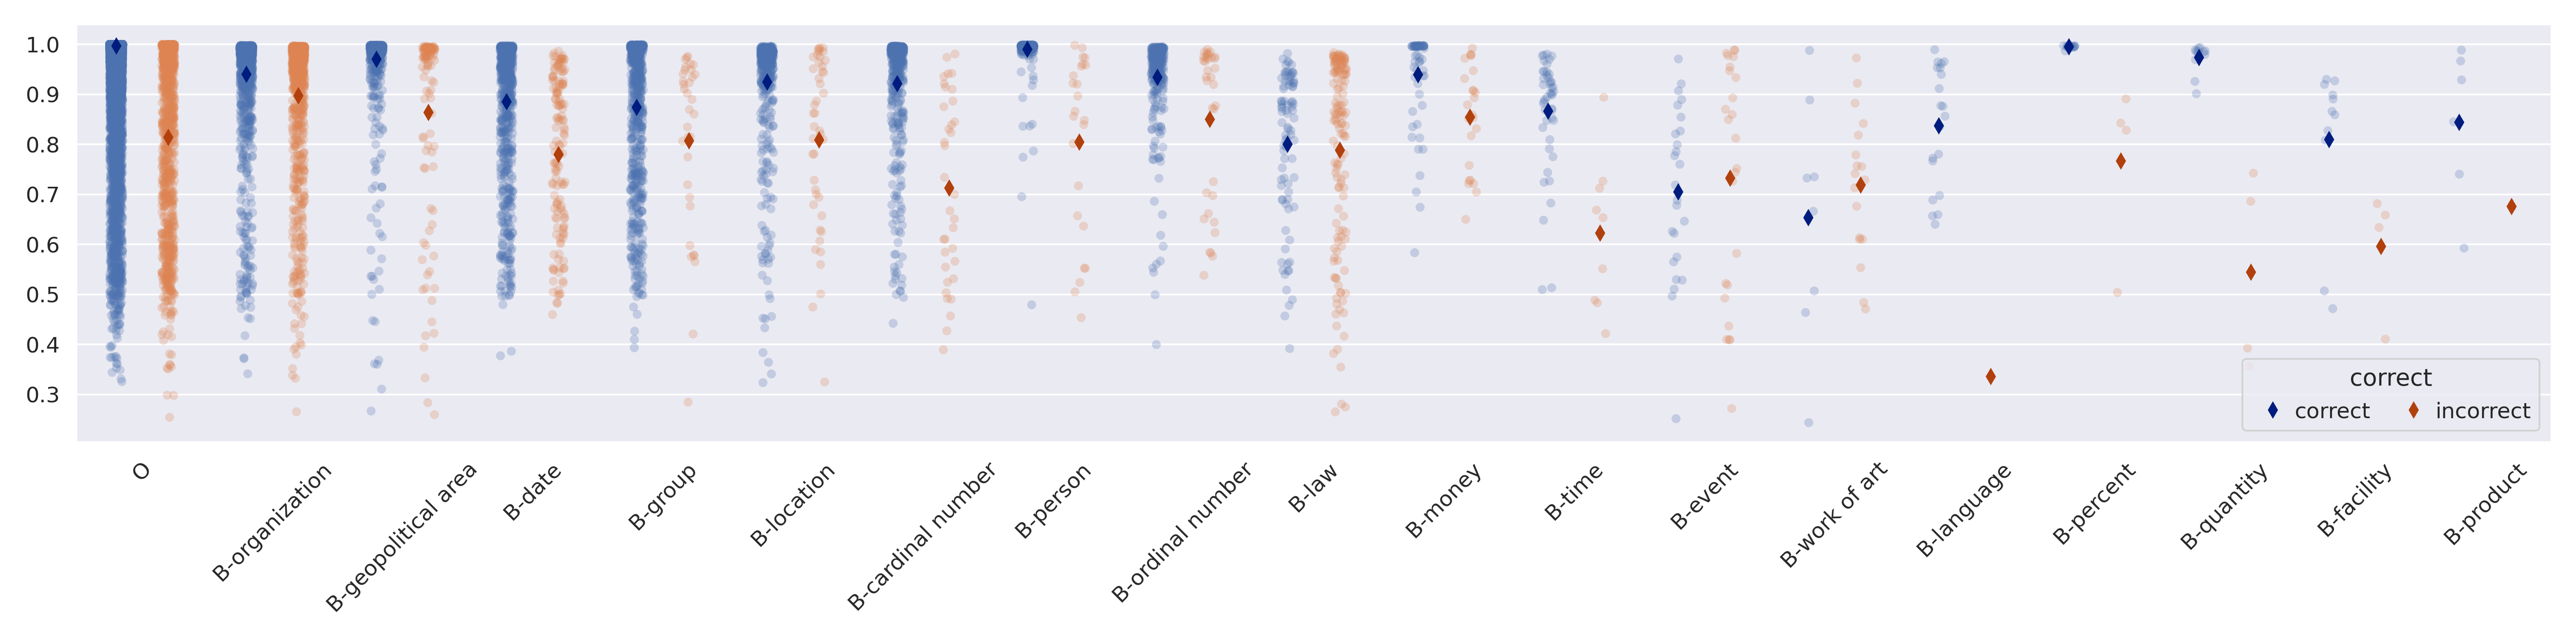 1.0
0.9
0.8
0.7
0.6
0.5
0.4
0.3
correct
correct
incorrect
O
B-organization
B-geopolitical area
B-date
B-group
B-location
B-cardinal number
B-person
B-ordinal number
B-law
B-money
B-time
B-event
B-work of art
B-language
B-percent
B-quantity
B-facility
B-product